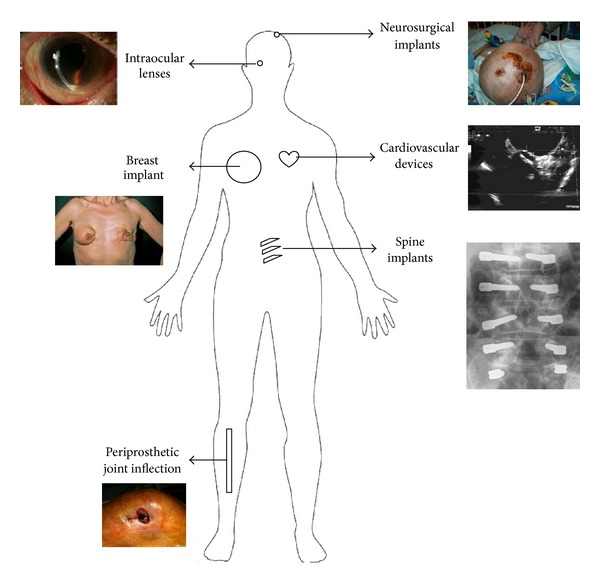 Neurosurgical
implants
Intraocular
lenses
Cardiovascular
devices
Breast
implant
Spine
implants
Periprosthetic
joint inflection